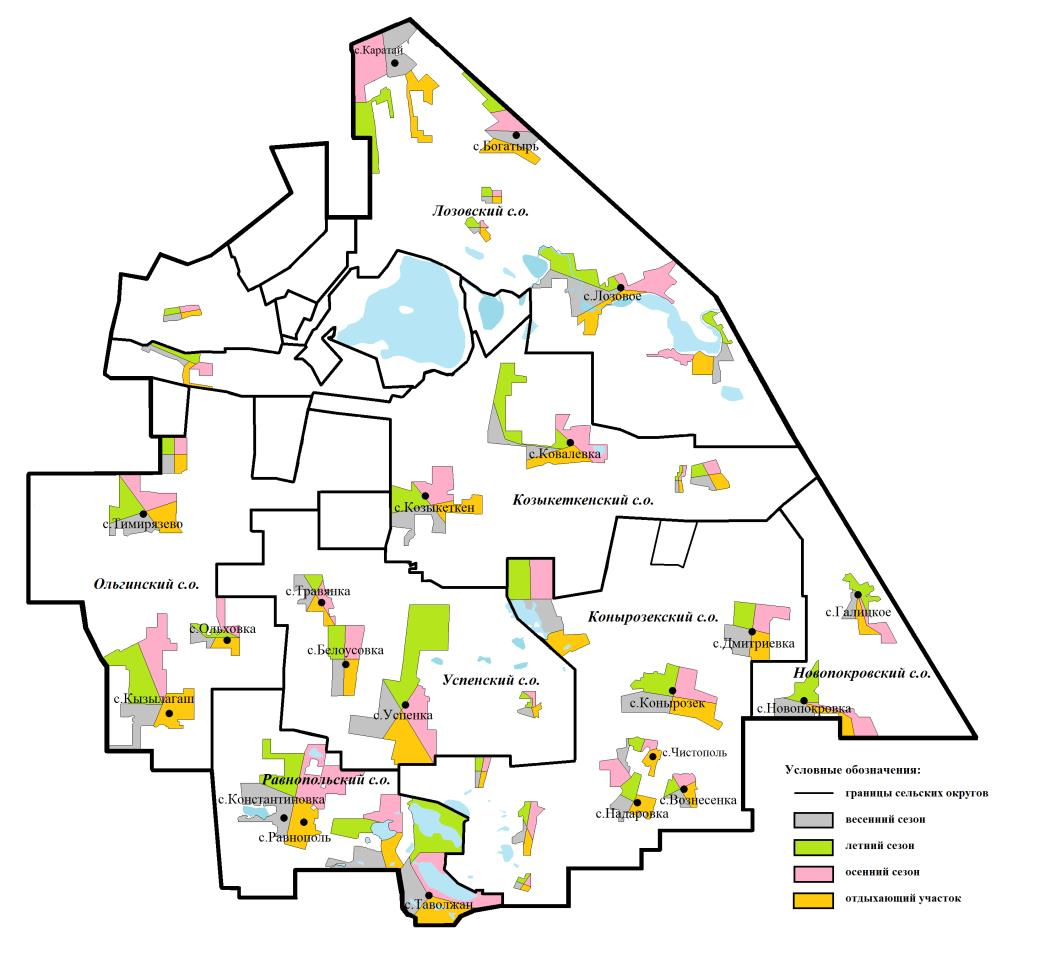 с.Каратай
с.Богатырь
Лозовский с.о.
с.Лозовое
с.Ковалевка
с.Козыкеткен
Козыкеткенский с.о.
с.Тимирязево
Ольгинский с.о.
с.Травянка
Конырозекский с.о.
с.Галицкое
с.Ольховка
с.Дмитриевка
с.Белоусовка
Успенский с.о.
Новопокровский с.о.
с.Кызылагаш
с.Конырозек
с.Новопокровка
с.Успенка
с.Чистополь
Равнопольский с.о.
с.Константиновка
с.Вознесенка
с.Надаровка
с.Равнополь
с.Таволжан
Условные обозначения:
границы сельских округов
весенний сезон
летний сезон
осенний сезон
отдыхающий участок